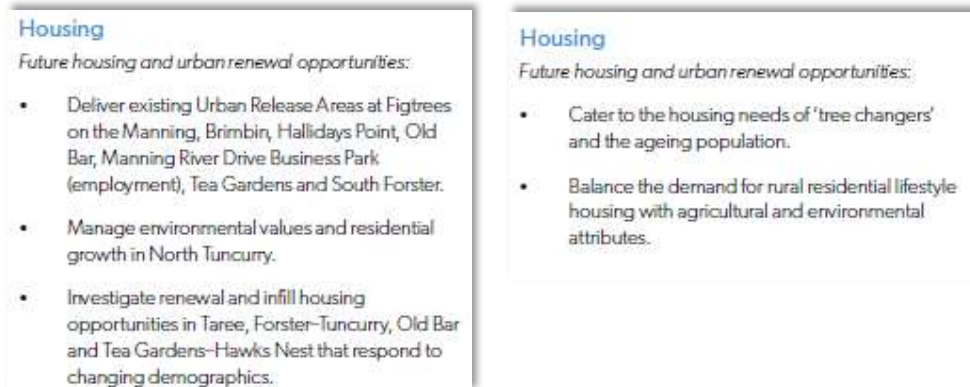 Housing
Future housing and urban renewal opportunities:
• Deliver existing Urban Release Areas at Figtrees
on the Manning, Brimbin, Hallidays Point, Old
Bar, Manning River Drive Business Park
(employment), Tea Gardens and South Forster.
• Manage environmental values and residential
growth in North Tuncurry.
• Investigate renewal and infill housing
opportunities in Taree, Forster-Tuncurry, Old Bar
and Tea Gardens-Hawks Nest that respond to
changing demographics.
Housing
Future housing and urban renewal opportunities:
• Cater to the housing needs of 'tree changers'
and the ageing population.
• Balance the demand for rural residential lifestyle
housing with agricultural and environmental
attributes.